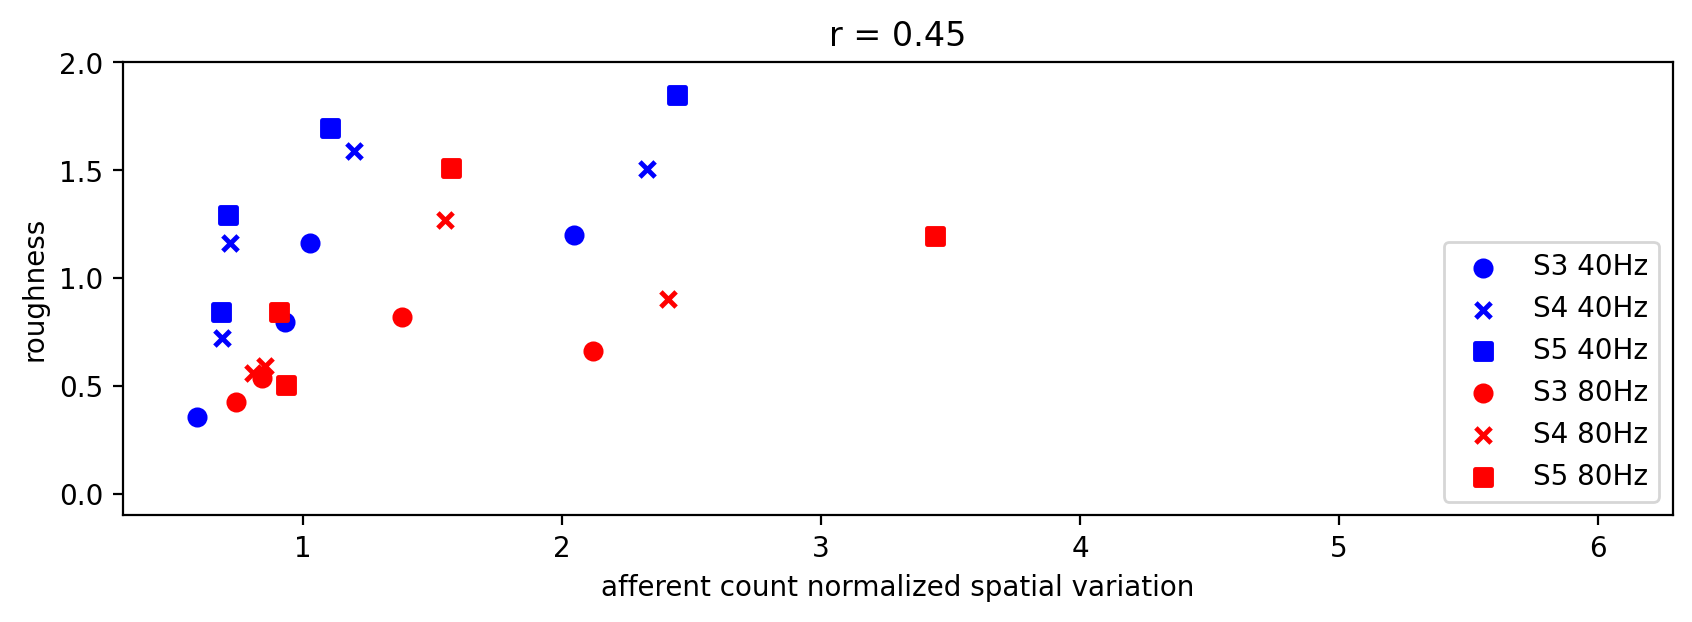 r = 0.45
2.0
1.5
1.0
0.5
0.0
roughness
S3 40Hz
S4 40Hz
S5 40Hz
S3 80Hz
S4 80Hz
S5 80Hz
1 2 3 4 5 6
afferent count normalized spatial variation